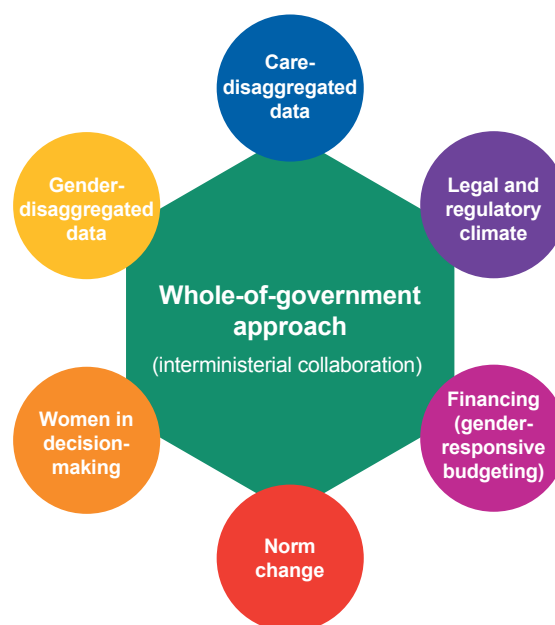 Care-
disaggregated
data
Gender-
disaggregated
data
Legal and
regulatory
climate
Whole-of-government
approach
(interministerial collaboration)
Women in
decision-
making
Financing
(gender-
responsive
budgeting)
Norm
change